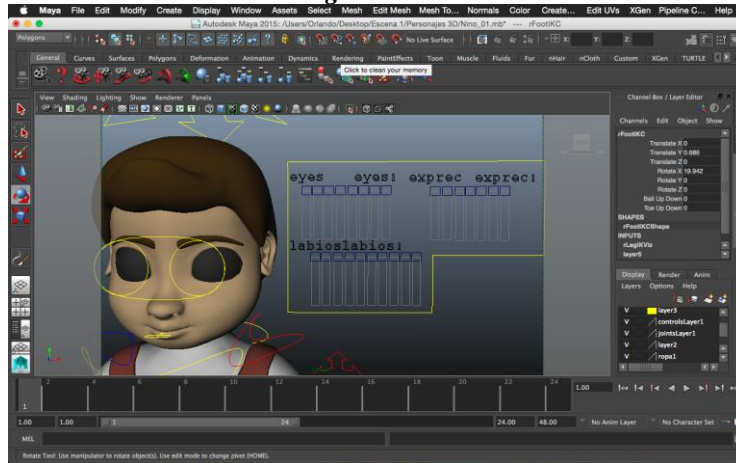 Maya File Edit Modify Create Display Window Assets Select Mesh Edit Mesh Mesh To... Normals Color Create... Edit UVs XGen Pipeline C... Help
Autodesk Maya 2015: /Users/Orlando/Desktop/Escena 1/Personajes 3D/Nino_01.mb* --- rFootIKC
Polygons No Live Surface X: Y: Z:
General Curves Surfaces Polygons Deformation Animation Dynamics Rendering PaintEffects Toon Muscle Fluids Fur nHair nCloth Custom XGen TURTLE
Click to clean your memory
View Shading Lighting Show Renderer Panels
Channel Box / Layer Editor
Channels Edit Object Show
rFootIKC
Translate X 0
Translate Y 0.686
Translate Z 0
Rotate X 19.942
Rotate Y 0
Rotate Z 0
Ball Up Down 0
Toe Up Down 0
SHAPES
rFootIKCShape
INPUTS
rLegIKViz
layer5
eyes eyes: exprec exprec:
labioslabios:
Display Render Anim
Layers Options Help
V layer3
V controlsLayer1
V jointsLayer1
V layer2
V ropa1
2 4 6 8 10 12 14 16 18 20 22 24
1
1.00
1.00 1.00 1 24 24.00 48.00 No Anim Layer No Character Set
MEL
Rotate Tool: Use manipulator to rotate object(s). Use edit mode to change pivot (HOME).